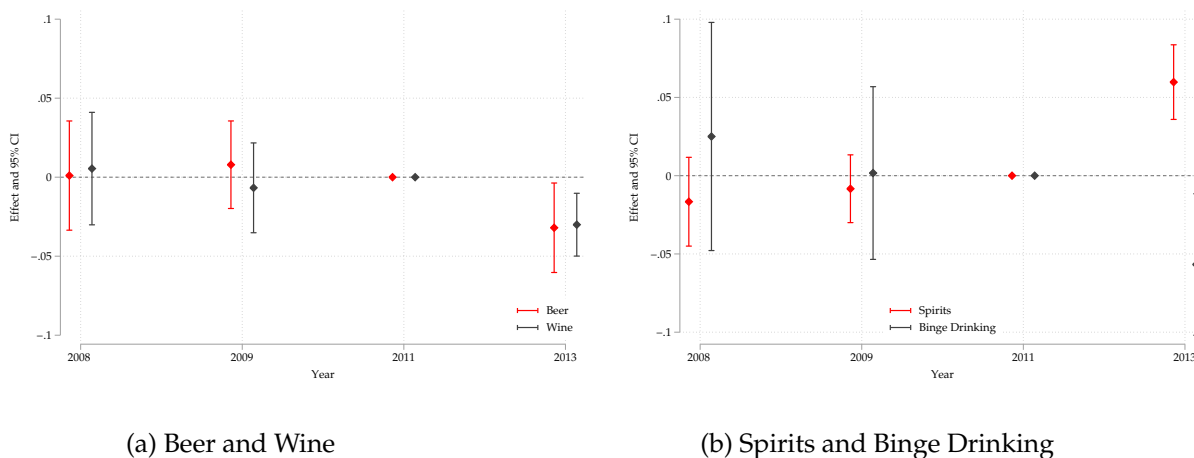 .1
.05
0
−.05
−.1
Effect and 95% CI
Beer
Wine
2008
2009
2011
2013
Year
(a) Beer and Wine
.1
.05
0
−.05
−.1
Effect and 95% CI
Spirits
Binge Drinking
2008
2009
2011
2013
Year
(b) Spirits and Binge Drinking